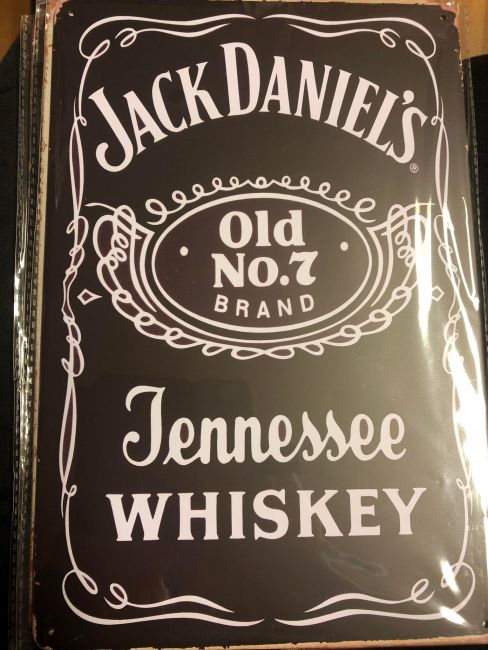 JACK DANIEL'S®
Old
NO.7
BRAND
Tennessee
WHISKEY